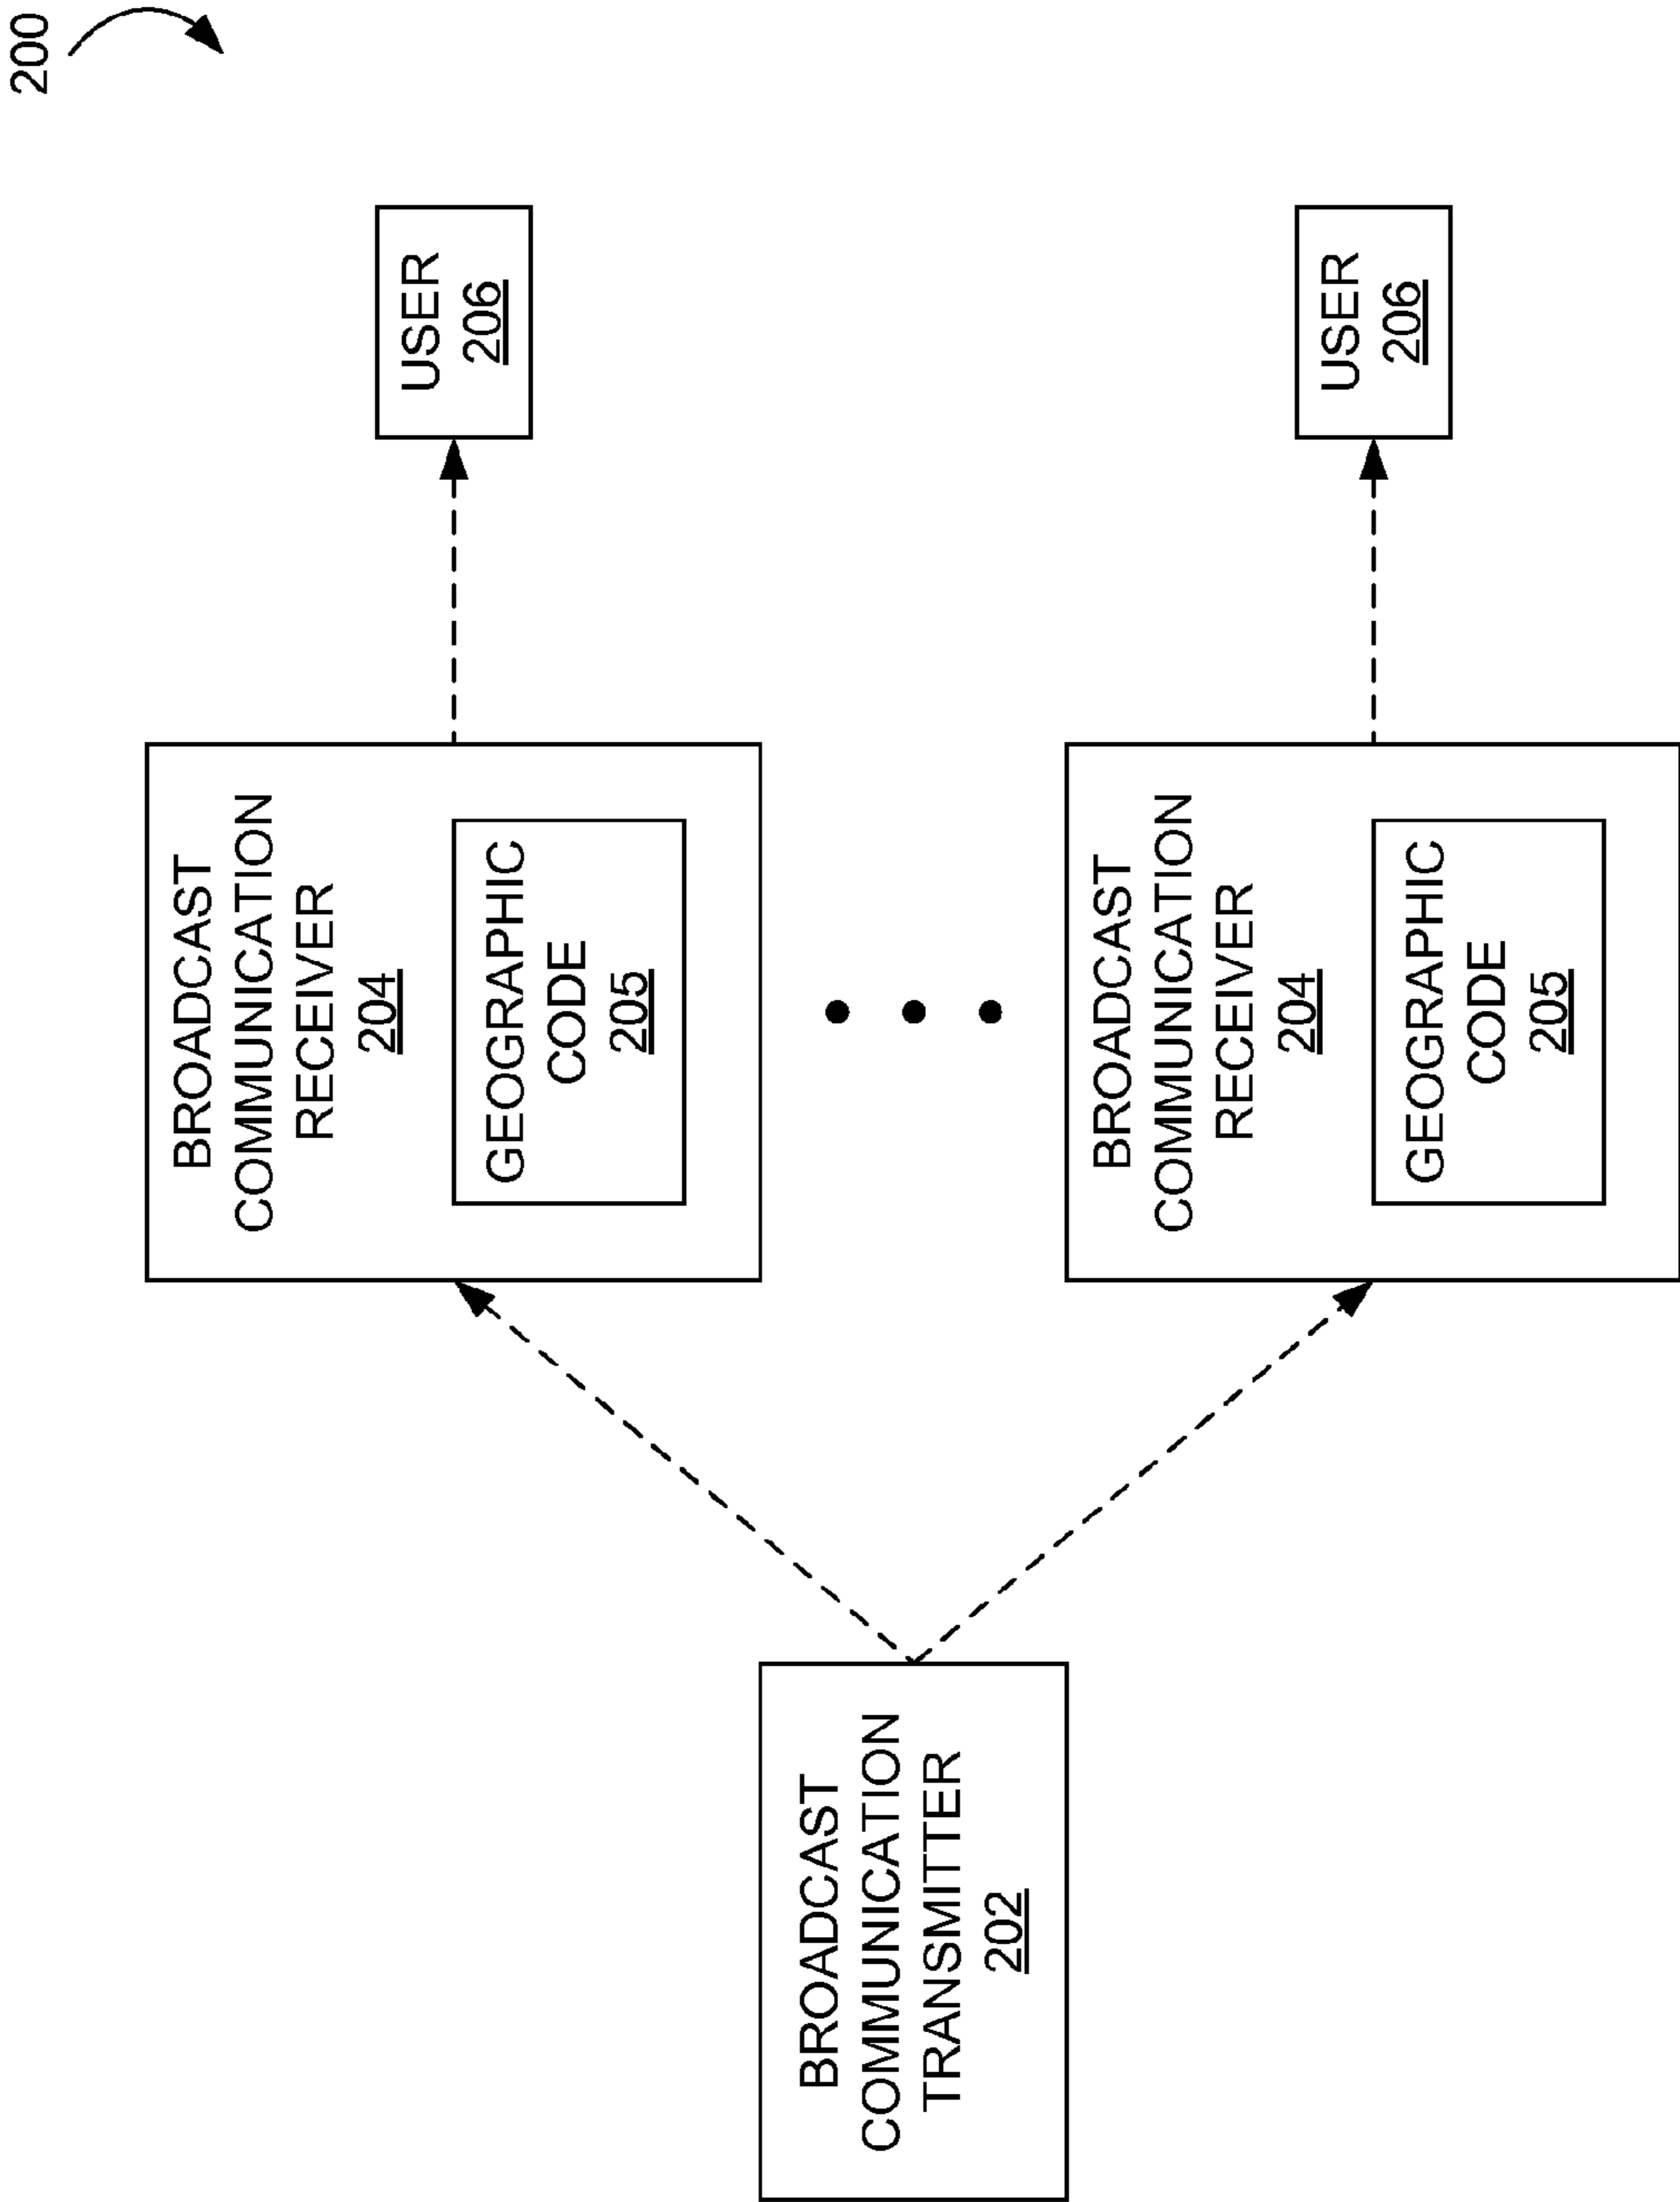 200
BROADCAST
COMMUNICATION
TRANSMITTER
202
BROADCAST
COMMUNICATION
RECEIVER
204
GEOGRAPHIC
CODE
205
USER
206
BROADCAST
COMMUNICATION
RECEIVER
204
GEOGRAPHIC
CODE
205
USER
206